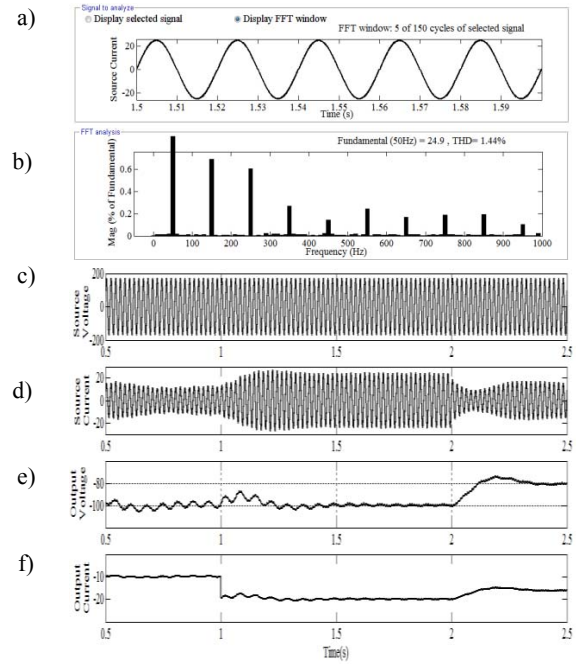 a)
Signal to analyze
Display selected signal
Display FFT window
FFT window: 5 of 150 cycles of selected signal
Source Current
20
0
-20
1.5 1.51 1.52 1.53 1.54 1.55 1.56 1.57 1.58 1.59
Time (s)
b)
FFT analysis
Fundamental (50Hz) = 24.9 , THD= 1.44%
Mag (% of Fundamental)
0.6
0.4
0.2
0
0 100 200 300 400 500 600 700 800 900 1000
Frequency (Hz)
c)
Source
Voltage
200
0
-200
0.5 1 1.5 2 2.5
d)
Source
Current
20
0
-20
0.5 1 1.5 2 2.5
e)
Output
Voltage
-80
-100
0.5 1 1.5 2 2.5
f)
Output
Current
-10
-20
0.5 1 1.5 2 2.5
Time(s)